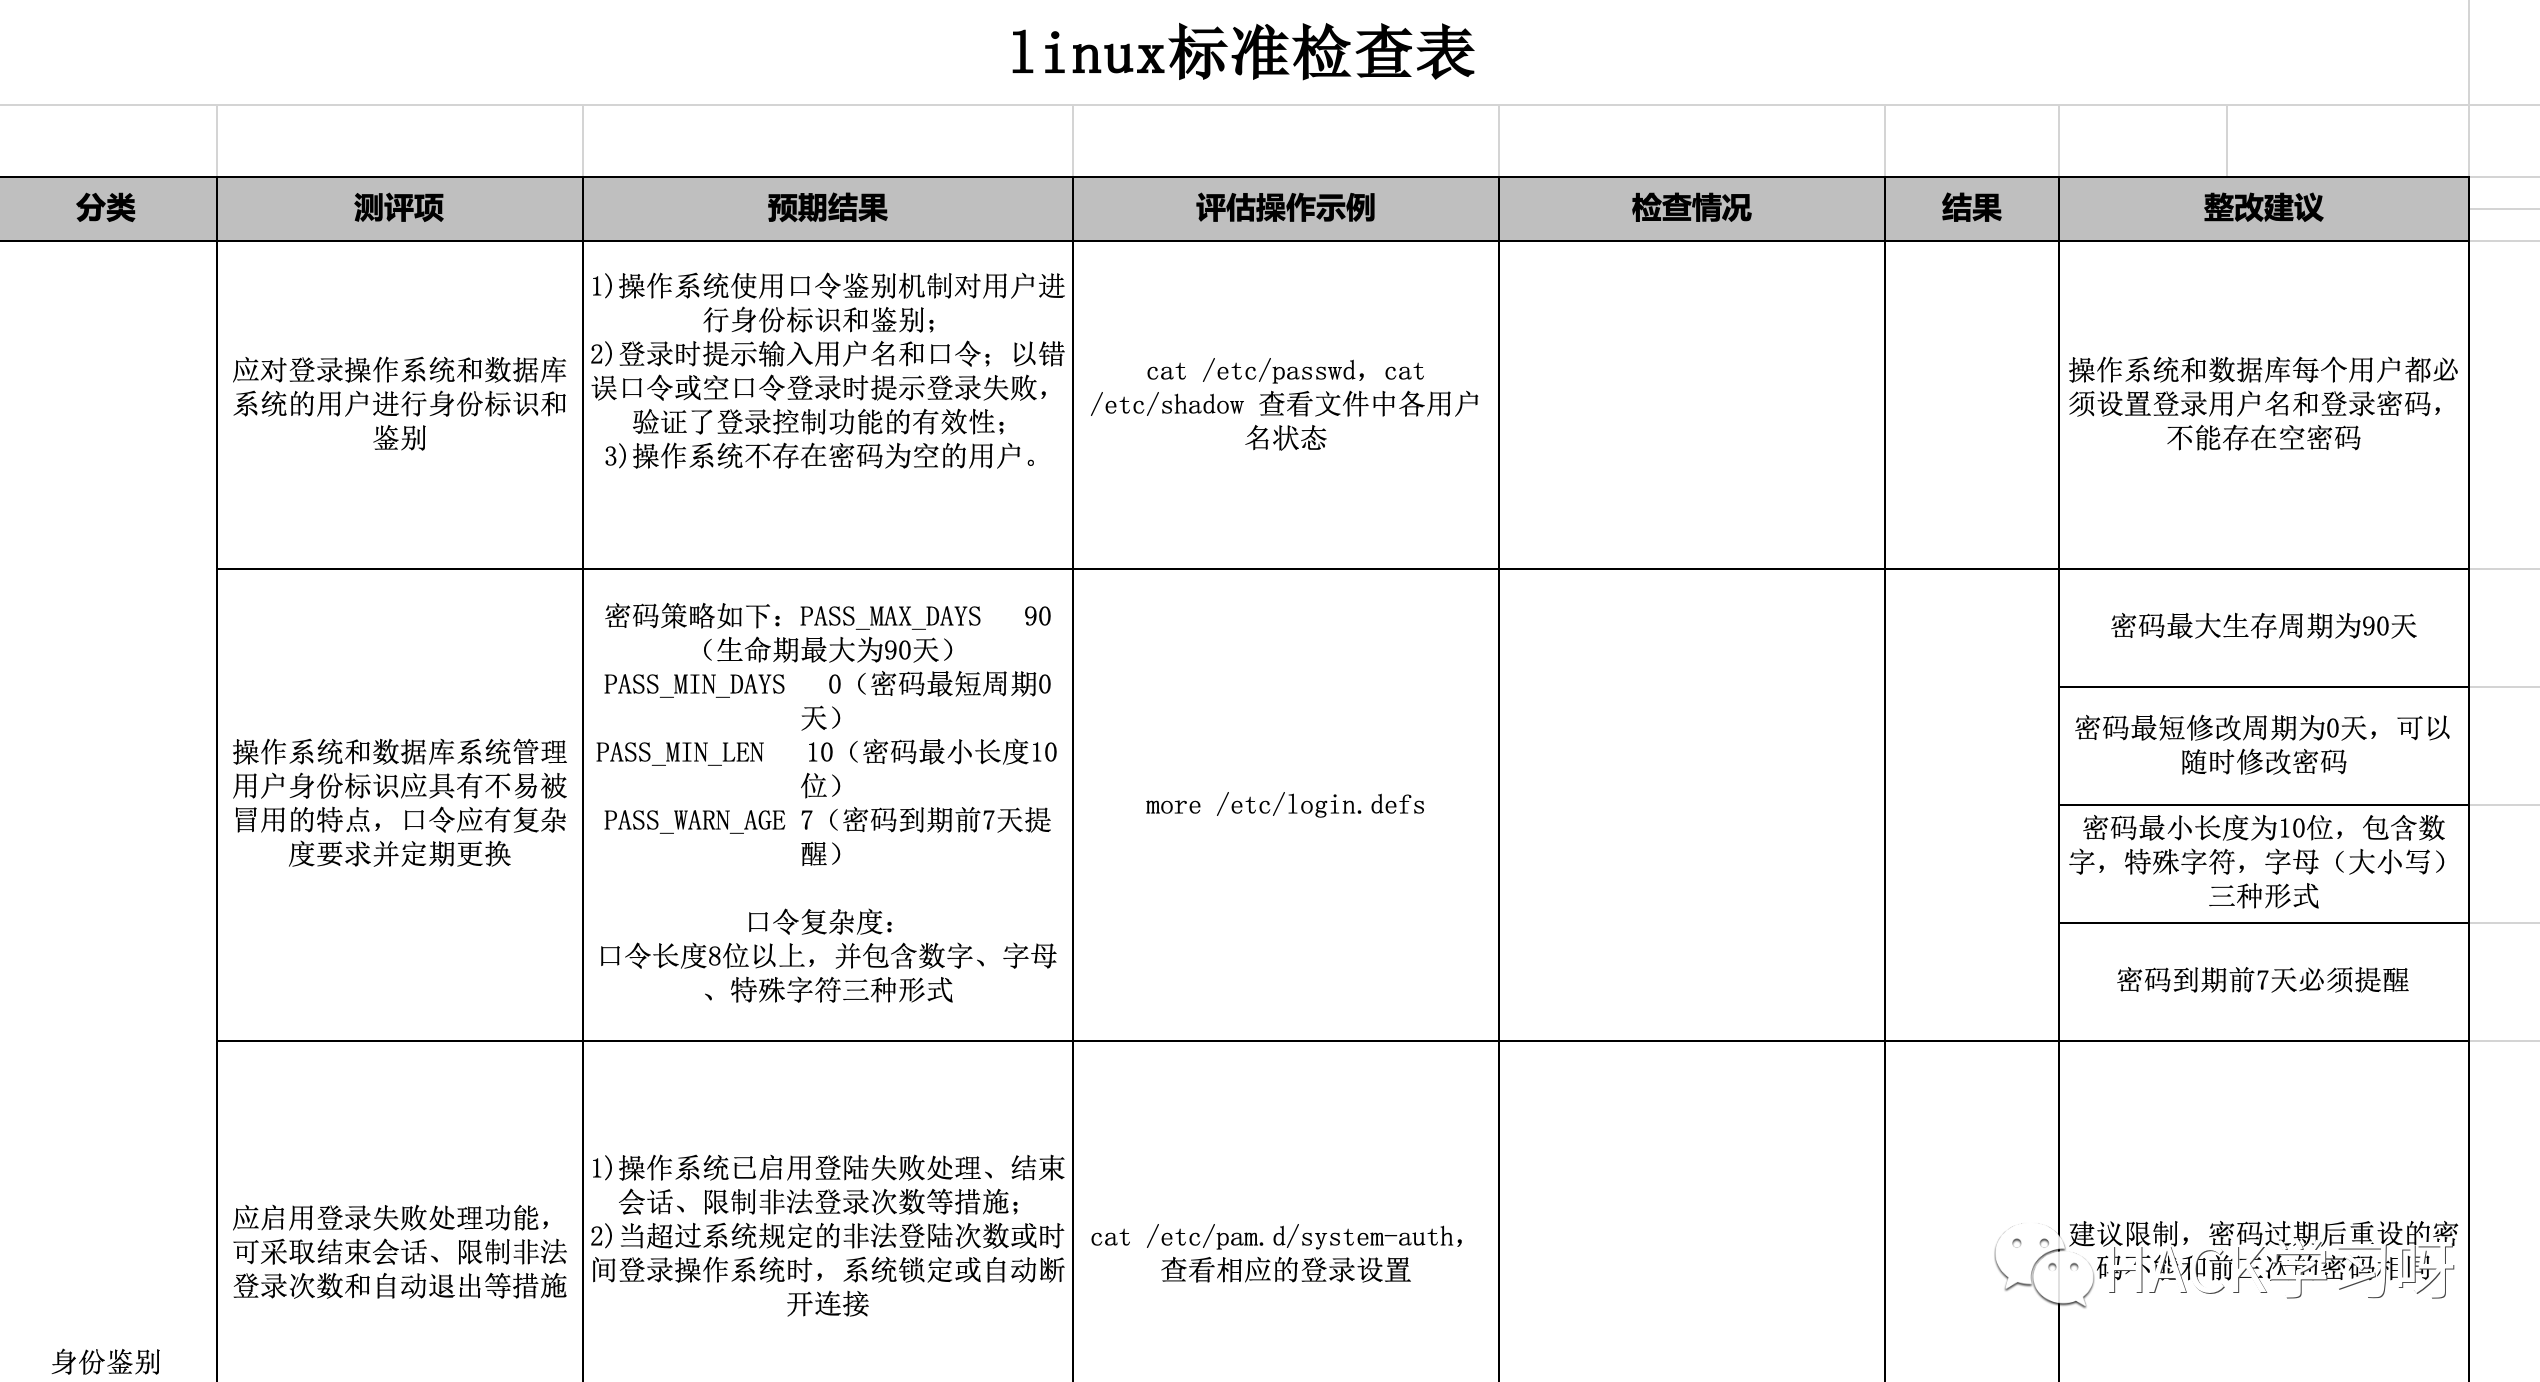 linux标准检查表
分类
测评项
预期结果
评估操作示例
检查情况
结果
整改建议
应对登录操作系统和数据库
系统的用户进行身份标识和
鉴别
1)操作系统使用口令鉴别机制对用户进
行身份标识和鉴别；
2)登录时提示输入用户名和口令；以错
误口令或空口令登录时提示登录失败，
验证了登录控制功能的有效性；
3)操作系统不存在密码为空的用户。
cat /etc/passwd，cat
/etc/shadow 查看文件中各用户
名状态
操作系统和数据库每个用户都必
须设置登录用户名和登录密码，
不能存在空密码
操作系统和数据库系统管理
用户身份标识应具有不易被
冒用的特点，口令应有复杂
度要求并定期更换
密码策略如下：PASS_MAX_DAYS 90
（生命期最大为90天）
PASS_MIN_DAYS 0（密码最短周期0
天）
PASS_MIN_LEN 10（密码最小长度10
位）
PASS_WARN_AGE 7（密码到期前7天提
醒）
口令复杂度：
口令长度8位以上，并包含数字、字母
、特殊字符三种形式
more /etc/login.defs
密码最大生存周期为90天
密码最短修改周期为0天，可以
随时修改密码
密码最小长度为10位，包含数
字，特殊字符，字母（大小写）
三种形式
密码到期前7天必须提醒
应启用登录失败处理功能，
可采取结束会话、限制非法
登录次数和自动退出等措施
1)操作系统已启用登陆失败处理、结束
会话、限制非法登录次数等措施；
2)当超过系统规定的非法登陆次数或时
间登录操作系统时，系统锁定或自动断
开连接
cat /etc/pam.d/system-auth，
查看相应的登录设置
建议限制，密码过期后重设的密
码不能和前三次的密码相同
HACK学习呀
身份鉴别